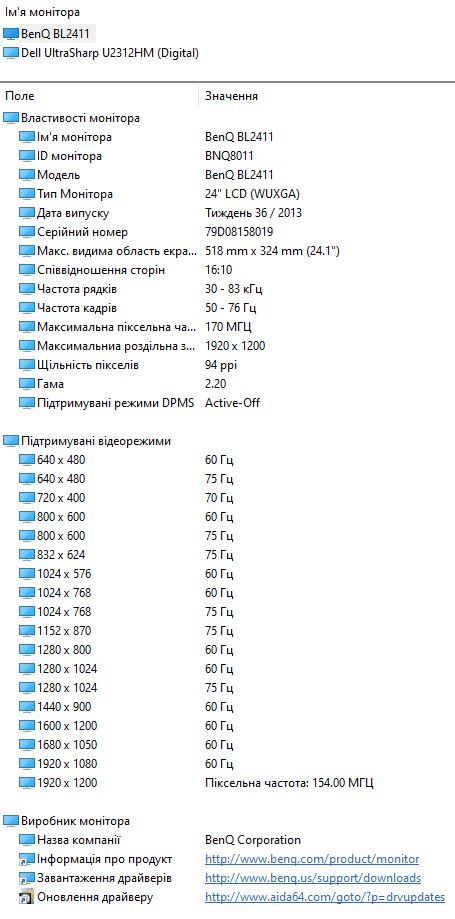 Ім'я монітора
BenQ BL2411
Dell UltraSharp U2312HM (Digital)
Поле Значення
Властивості монітора
Ім'я монітора BenQ BL2411
ID монітора BNQ8011
Модель BenQ BL2411
Тип Монітора 24" LCD (WUXGA)
Дата випуску Тиждень 36 / 2013
Серійний номер 79D08158019
Макс. видима область екра... 518 mm x 324 mm (24.1")
Співвідношення сторін 16:10
Частота рядків 30 - 83 кГц
Частота кадрів 50 - 76 Гц
Максимальна піксельна ча... 170 МГЦ
Максимальниа роздільна з... 1920 x 1200
Щільність пікселів 94 ppi
Гама 2.20
Підтримувані режими DPMS Active-Off
Підтримувані відеорежими
640 x 480 60 Гц
640 x 480 75 Гц
720 x 400 70 Гц
800 x 600 60 Гц
800 x 600 75 Гц
832 x 624 75 Гц
1024 x 576 60 Гц
1024 x 768 60 Гц
1024 x 768 75 Гц
1152 x 870 75 Гц
1280 x 800 60 Гц
1280 x 1024 60 Гц
1280 x 1024 75 Гц
1440 x 900 60 Гц
1600 x 1200 60 Гц
1680 x 1050 60 Гц
1920 x 1080 60 Гц
1920 x 1200 Піксельна частота: 154.00 МГЦ
Виробник монітора
Назва компанії BenQ Corporation
Інформація про продукт http://www.benq.com/product/monitor
Завантаження драйверів http://www.benq.us/support/downloads
Оновлення драйверу http://www.aida64.com/goto/?p=drvupdates